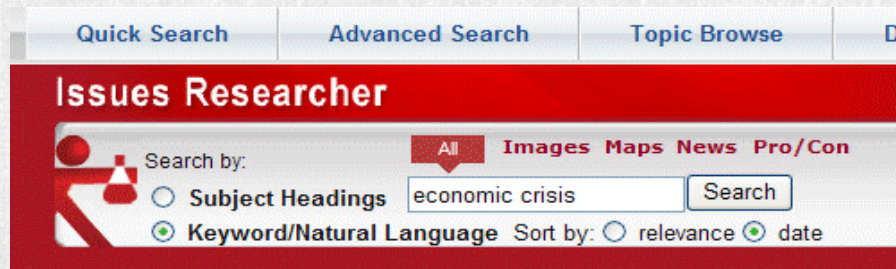 Quick Search Advanced Search Topic Browse D
Issues Researcher
All Images Maps News Pro/Con
Search by:
Subject Headings economic crisis Search
Keyword/Natural Language Sort by: relevance date